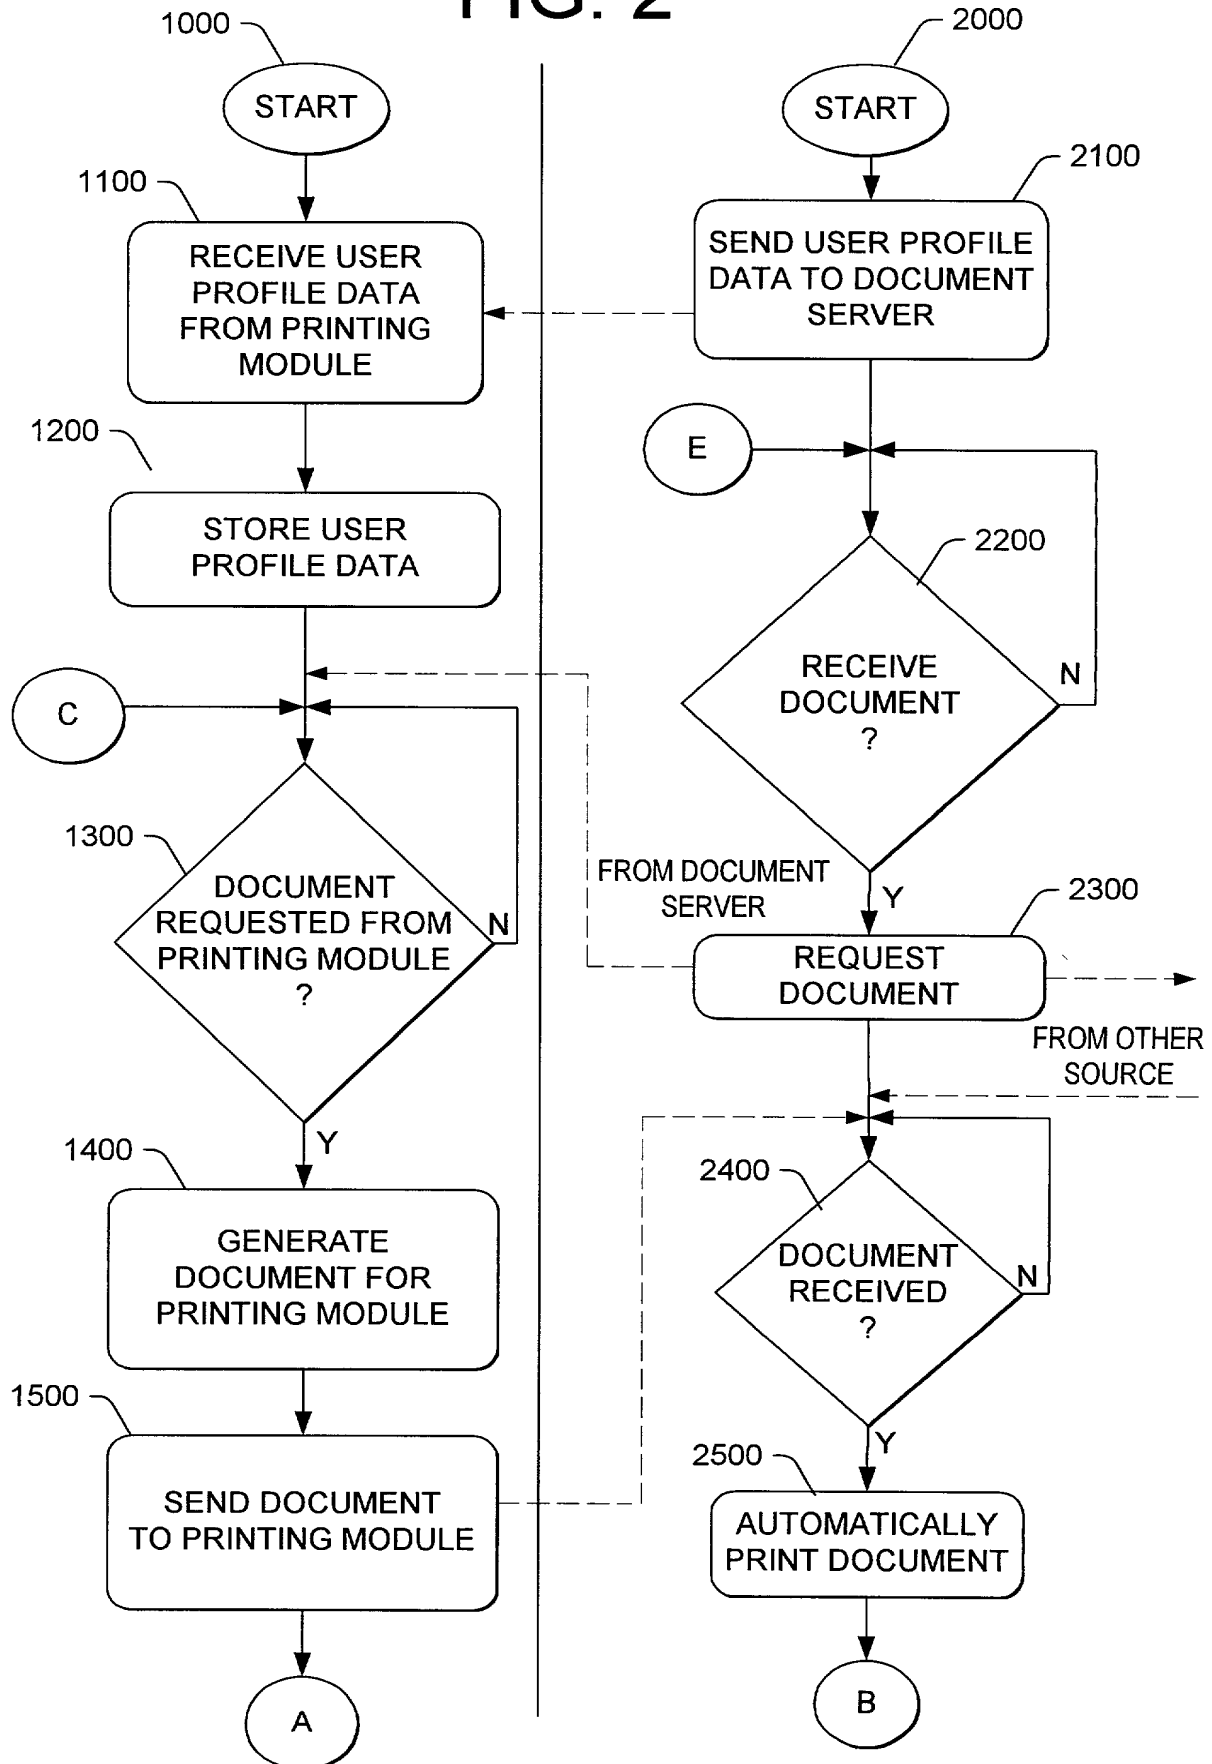 FIG. 2
1000
START
1100
RECEIVE USER
PROFILE DATA
FROM PRINTING
MODULE
1200
STORE USER
PROFILE DATA
C
1300
DOCUMENT
REQUESTED FROM
PRINTING MODULE
?
N
Y
1400
GENERATE
DOCUMENT FOR
PRINTING MODULE
1500
SEND DOCUMENT
TO PRINTING MODULE
A
2000
START
2100
SEND USER PROFILE
DATA TO DOCUMENT
SERVER
E
2200
RECEIVE
DOCUMENT
?
N
Y
FROM DOCUMENT
SERVER
2300
REQUEST
DOCUMENT
FROM OTHER
SOURCE
2400
DOCUMENT
RECEIVED
?
N
Y
2500
AUTOMATICALLY
PRINT DOCUMENT
B